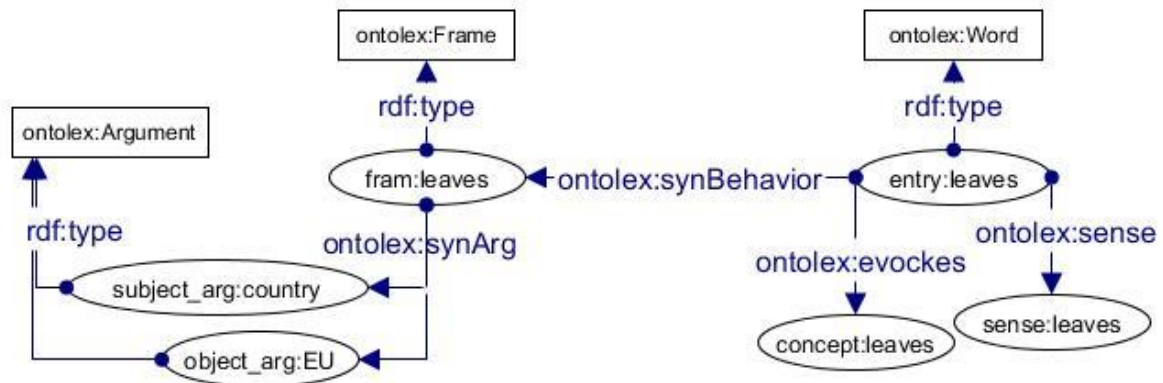 ontolex:Frame
ontolex:Word
rdf:type
rdf:type
ontolex:Argument
fram:leaves
ontolex:synBehavior
entry:leaves
rdf:type
ontolex:synArg
ontolex:sense
ontolex:evockes
subject_arg:country
sense:leaves
concept:leaves
object_arg:EU